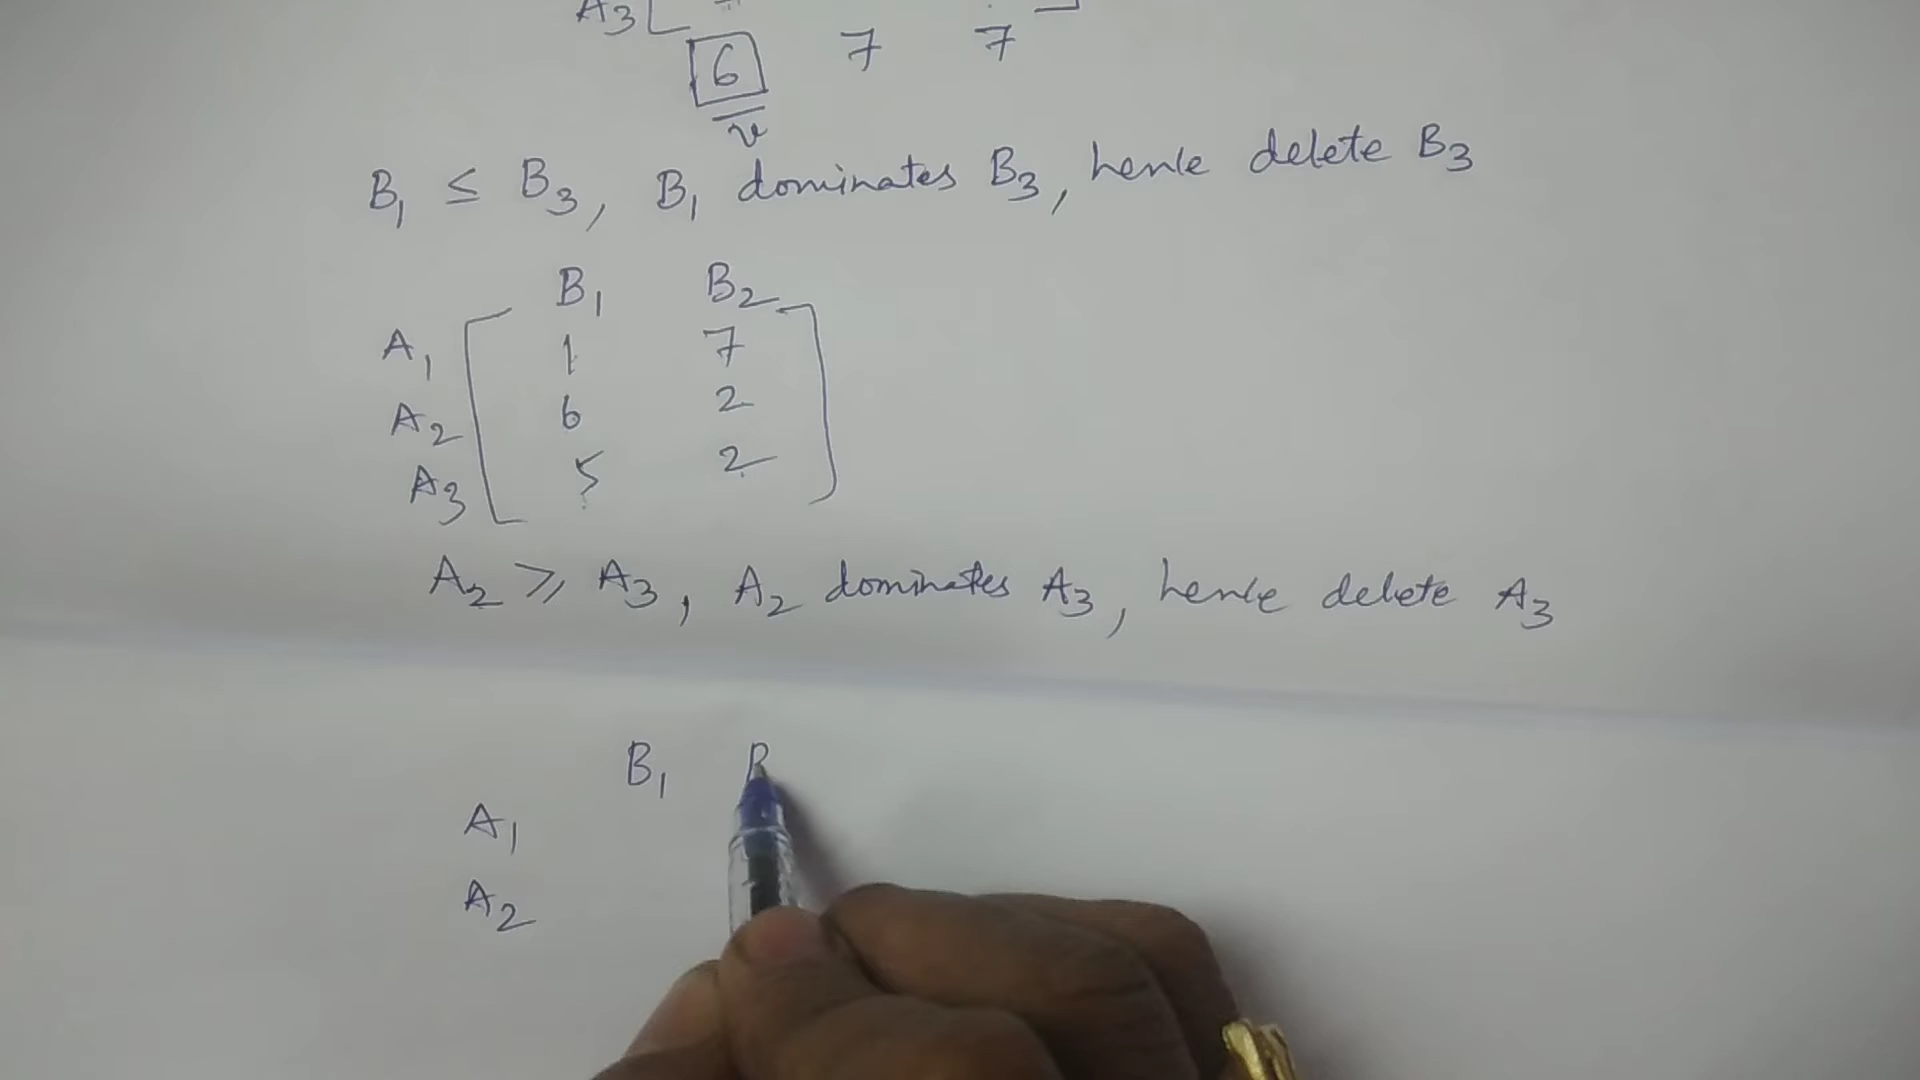 A3
6 7 7
v
B1 ≤ B3, B1 dominates B3, hence delete B3
B1 B2
A1 1 7
A2 6 2
A3 5 2
A2 ≥ A3, A2 dominates A3, hence delete A3
B1 B
A1
A2